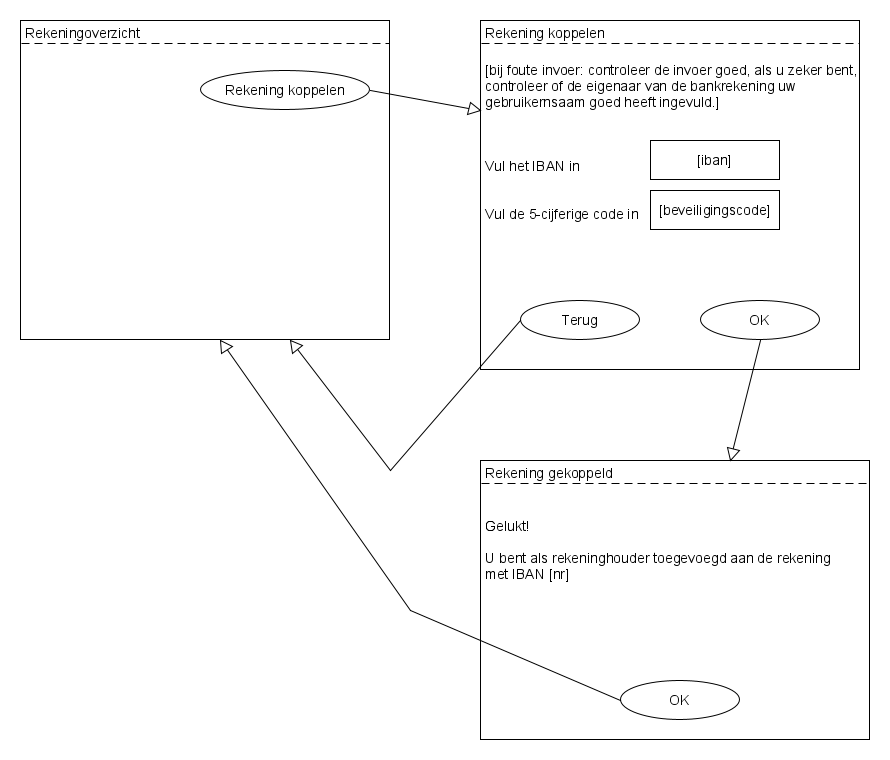 Rekeningoverzicht
Rekening koppelen
Rekening koppelen
[bij foute invoer: controleer de invoer goed, als u zeker bent,
controleer of de eigenaar van de bankrekening uw
gebruikernsaam goed heeft ingevuld.]
Vul het IBAN in
[iban]
Vul de 5-cijferige code in
[beveiligingscode]
Terug
OK
Rekening gekoppeld
Gelukt!
U bent als rekeninghouder toegevoegd aan de rekening
met IBAN [nr]
OK